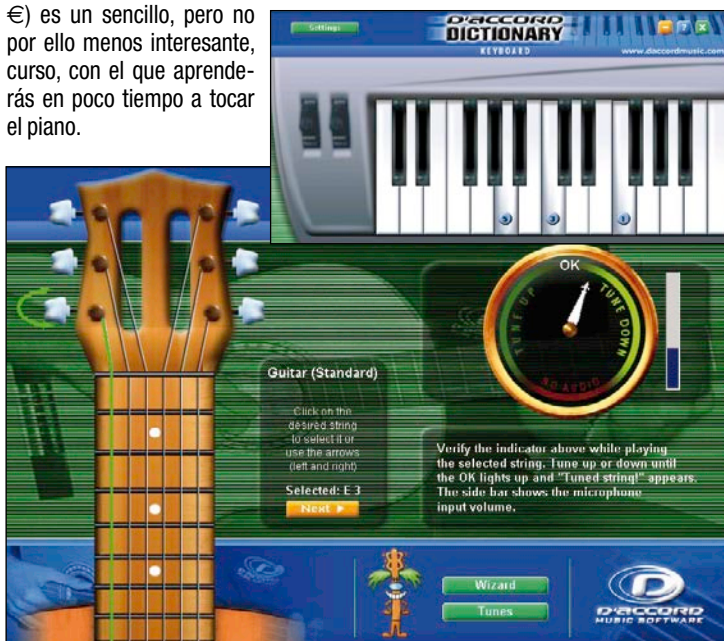 €) es un sencillo, pero no
por ello menos interesante,
curso, con el que aprende-
rás en poco tiempo a tocar
el piano.
Settings
D'ACCORD
DICTIONARY
KEYBOARD
www.daccordmusic.com
5
3
1
OK
TUNE UP
TUNE DOWN
NO AUDIO
Guitar (Standard)
Click on the
desired string
to select it or
use the arrows
(left and right)
Selected: E 3
Next
Verify the indicator above while playing
the selected string. Tune up or down until
the OK lights up and "Tuned string!" appears.
The side bar shows the microphone
input volume.
Wizard
Tunes
D'ACCORD
MUSIC SOFTWARE